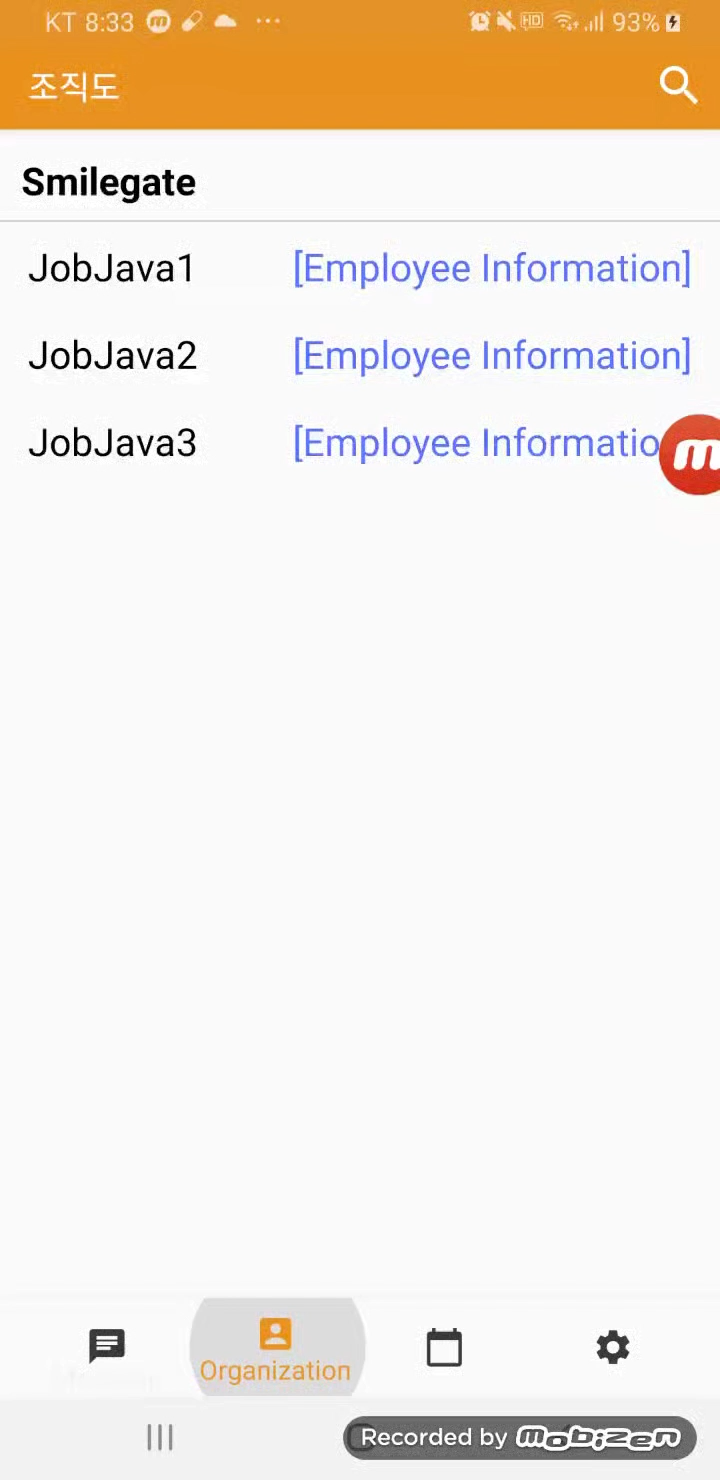 KT 8:33 HD 93%
조직도
Smilegate
JobJava1 [Employee Information]
JobJava2 [Employee Information]
JobJava3 [Employee Informatio
m
Organization
Recorded by mobizen